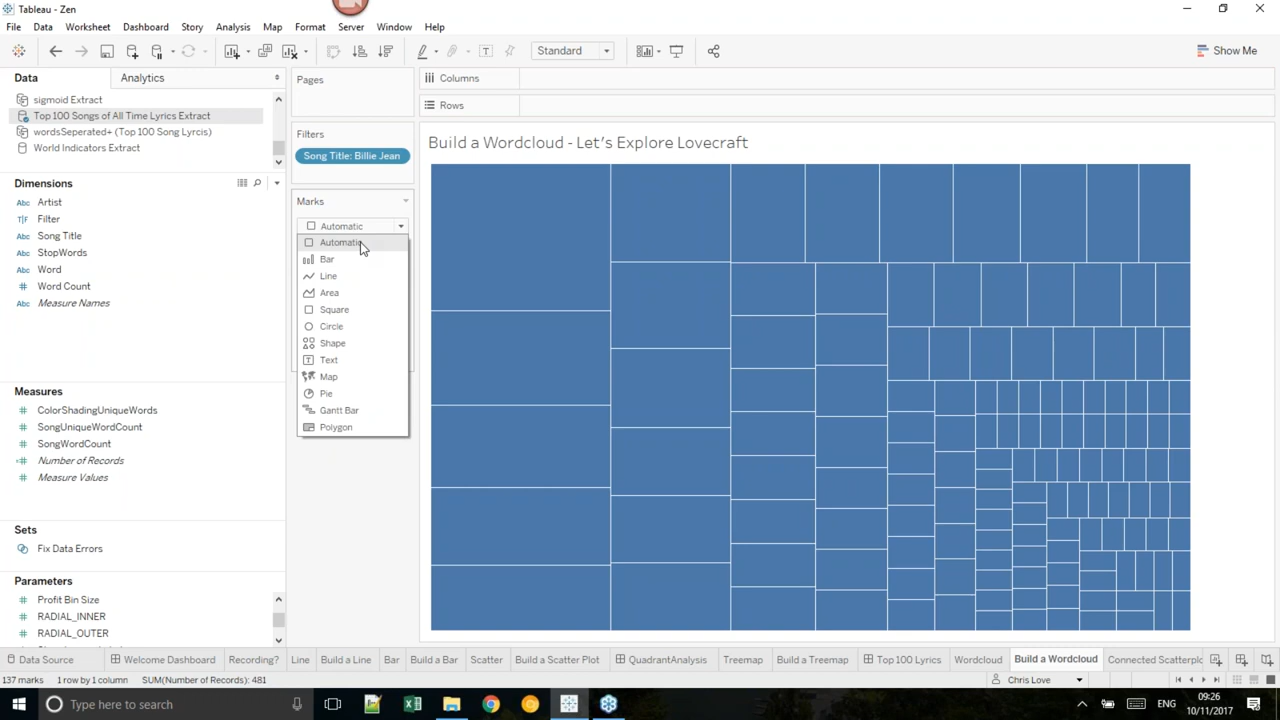 Tableau - Zen
File Data Worksheet Dashboard Story Analysis Map Format Server Window Help
Standard
Show Me
Data Analytics
sigmoid Extract
Top 100 Songs of All Time Lyrics Extract
wordsSeperated+ (Top 100 Song Lyrcis)
World Indicators Extract
Dimensions
Abc Artist
T|F Filter
Abc Song Title
Abc StopWords
Abc Word
# Word Count
Abc Measure Names
Measures
# ColorShadingUniqueWords
# SongUniqueWordCount
# SongWordCount
Number of Records
# Measure Values
Sets
Fix Data Errors
Parameters
# Profit Bin Size
# RADIAL_INNER
# RADIAL_OUTER
Pages
Filters
Song Title: Billie Jean
Marks
Automatic
Automatic
Bar
Line
Area
Square
Circle
Shape
Text
Map
Pie
Gantt Bar
Polygon
Columns
Rows
Build a Wordcloud - Let's Explore Lovecraft
Data Source Welcome Dashboard Recording? Line Build a Line Bar Build a Bar Scatter Build a Scatter Plot QuadrantAnalysis Treemap Build a Treemap Top 100 Lyrics Wordcloud Build a Wordcloud Connected Scatterplc
137 marks 1 row by 1 column SUM(Number of Records): 481 Chris Love
Type here to search
ENG
09:26
10/11/2017